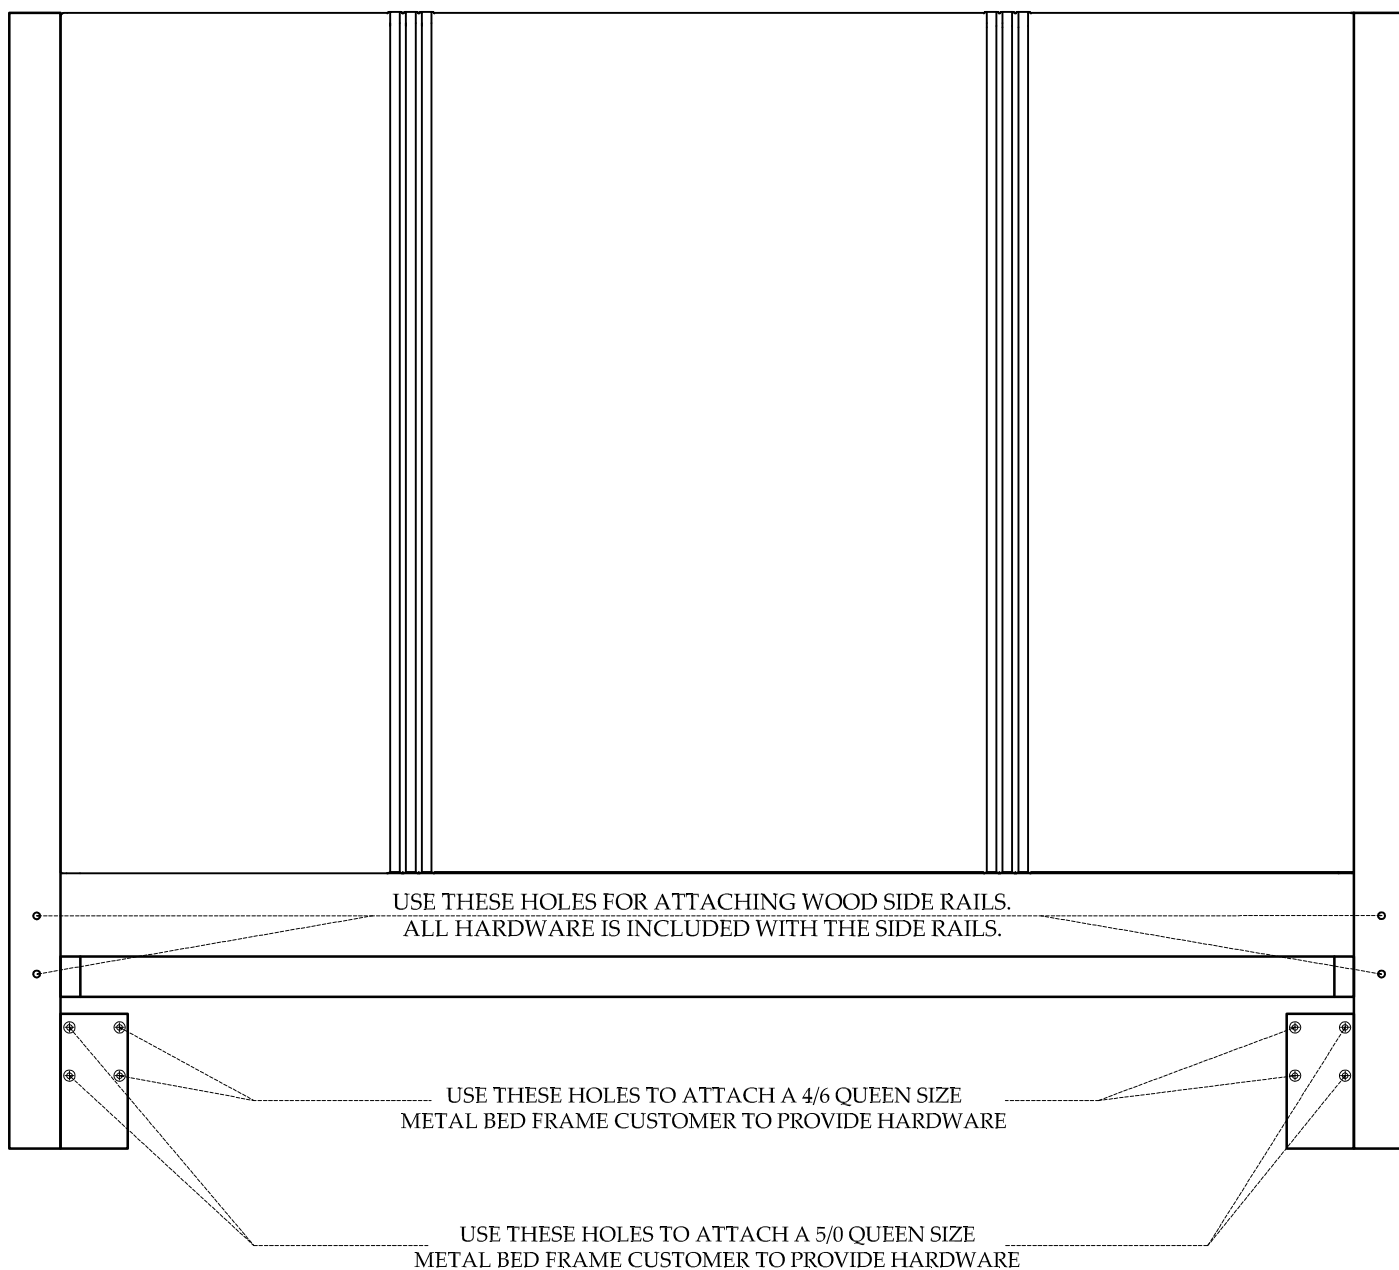 USE THESE HOLES FOR ATTACHING WOOD SIDE RAILS.
ALL HARDWARE IS INCLUDED WITH THE SIDE RAILS.
USE THESE HOLES TO ATTACH A 4/6 QUEEN SIZE
METAL BED FRAME CUSTOMER TO PROVIDE HARDWARE
USE THESE HOLES TO ATTACH A 5/0 QUEEN SIZE
METAL BED FRAME CUSTOMER TO PROVIDE HARDWARE